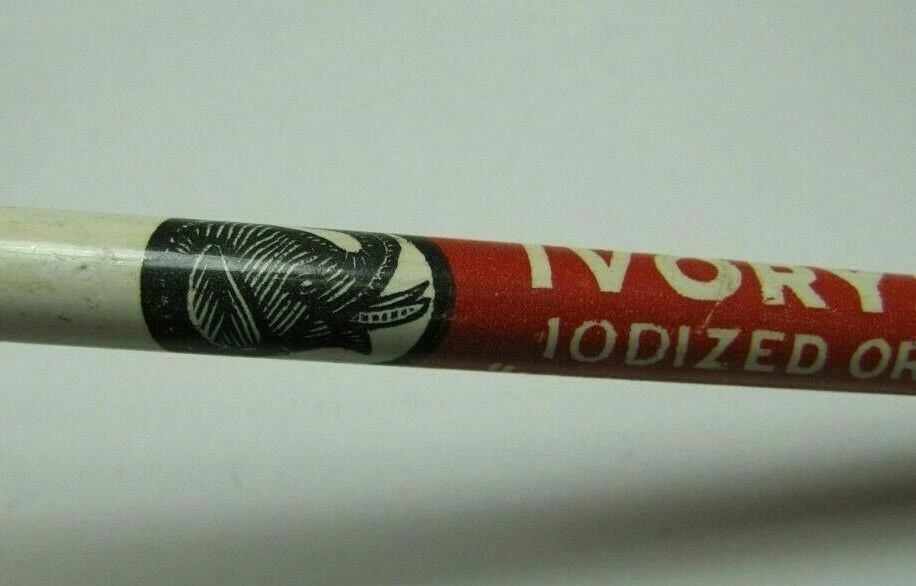 IVORY
IODIZED OR
"